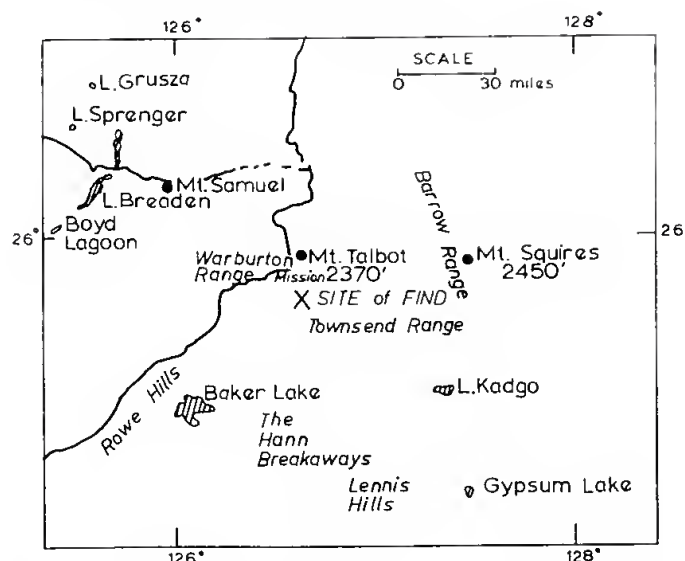 126°
128°
SCALE
0 30 miles
L. Grusza
L. Sprenger
Mt. Samuel
L. Breaden
Boyd
Lagoon
26°
26
Barrow Range
Warburton
Range
Mission
Mt. Talbot
2370'
Mt. Squires
2450'
X SITE of FIND
Townsend Range
Rowe Hills
Baker Lake
L. Kadgo
The
Hann
Breakaways
Lennis
Hills
Gypsum Lake
126°
128°